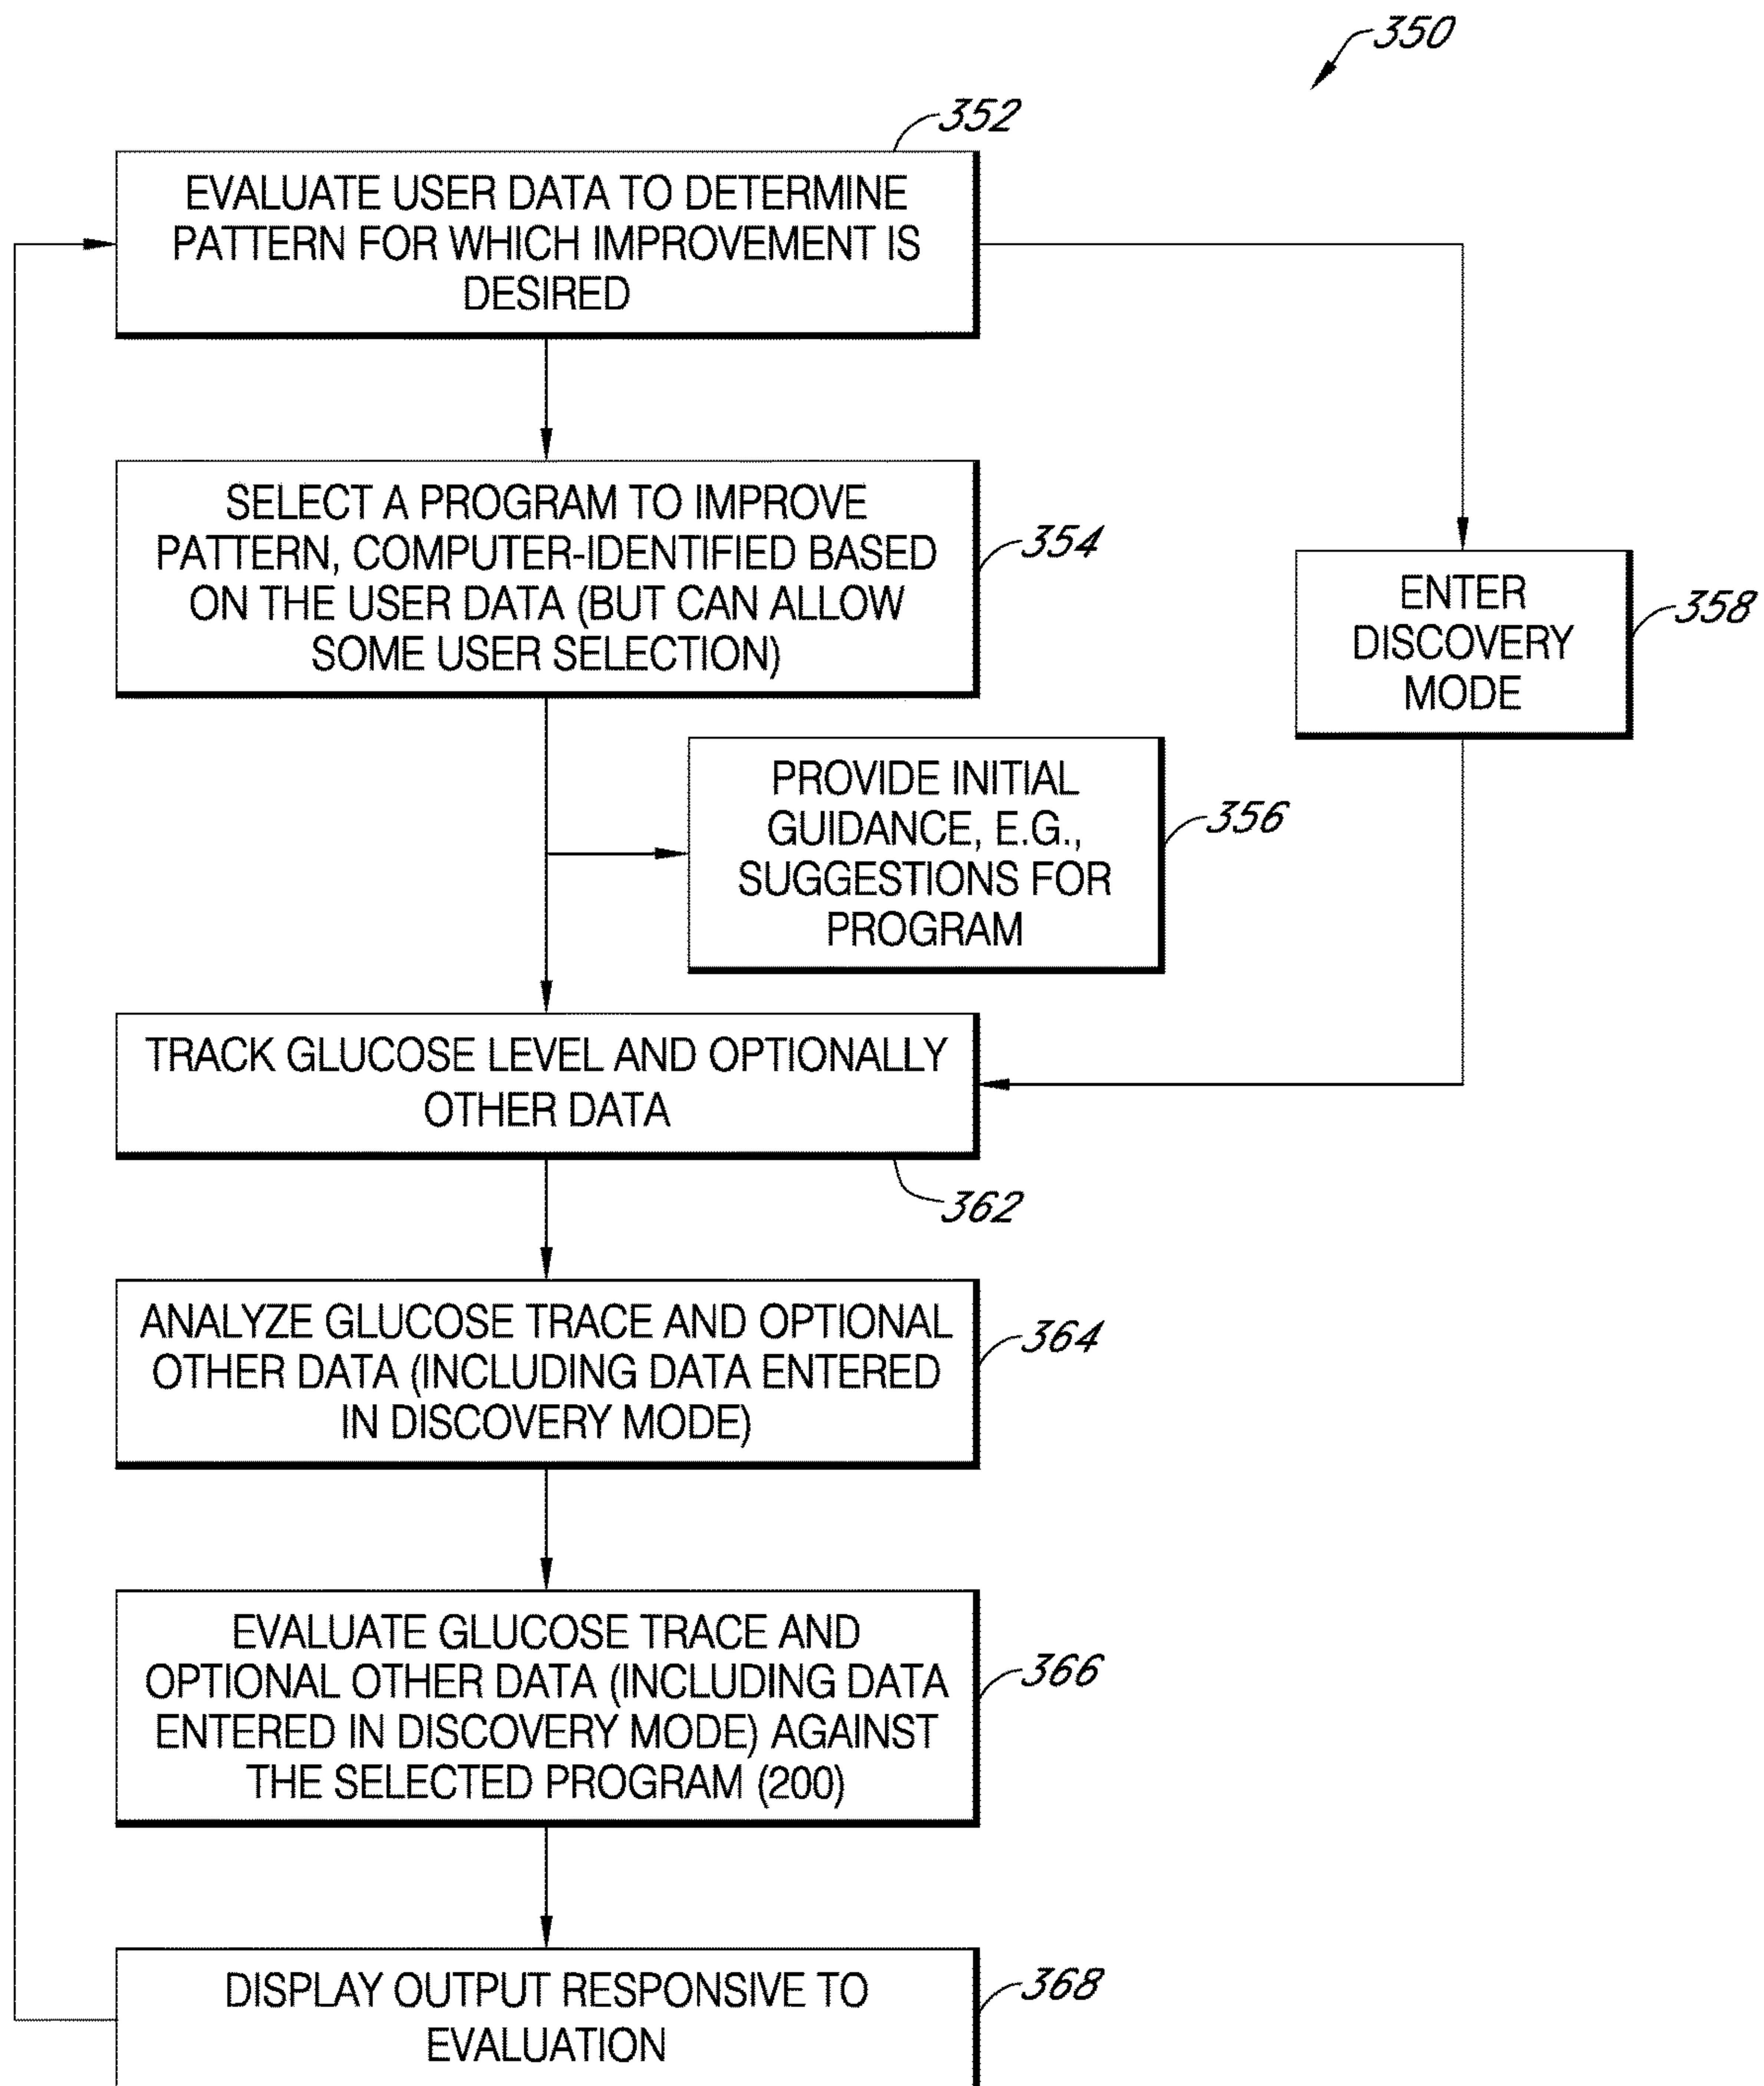 350
352
EVALUATE USER DATA TO DETERMINE
PATTERN FOR WHICH IMPROVEMENT IS
DESIRED
SELECT A PROGRAM TO IMPROVE
PATTERN, COMPUTER-IDENTIFIED BASED
ON THE USER DATA (BUT CAN ALLOW
SOME USER SELECTION)
354
ENTER
DISCOVERY
MODE
358
PROVIDE INITIAL
GUIDANCE, E.G.,
SUGGESTIONS FOR
PROGRAM
356
TRACK GLUCOSE LEVEL AND OPTIONALLY
OTHER DATA
362
ANALYZE GLUCOSE TRACE AND OPTIONAL
OTHER DATA (INCLUDING DATA ENTERED
IN DISCOVERY MODE)
364
EVALUATE GLUCOSE TRACE AND
OPTIONAL OTHER DATA (INCLUDING DATA
ENTERED IN DISCOVERY MODE) AGAINST
THE SELECTED PROGRAM (200)
366
DISPLAY OUTPUT RESPONSIVE TO
EVALUATION
368